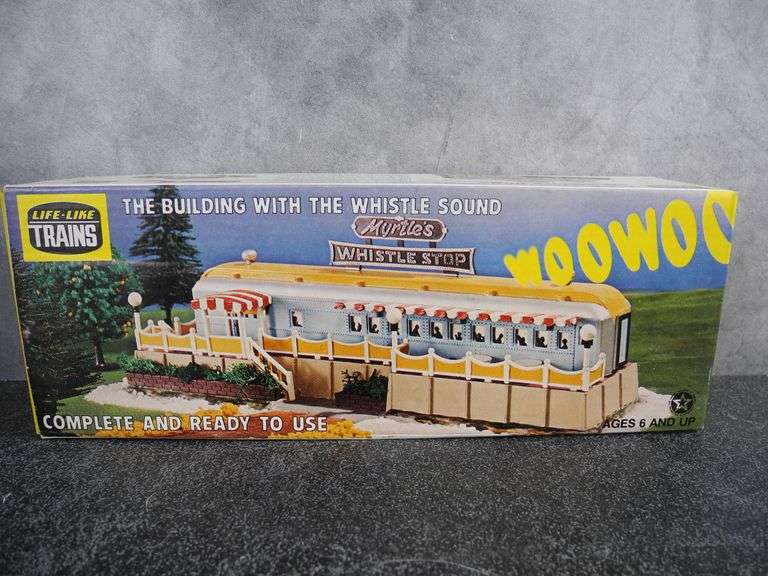 LIFE-LIKE
TRAINS
THE BUILDING WITH THE WHISTLE SOUND
Myrtle's
WHISTLE STOP
WOOWOO
COMPLETE AND READY TO USE
AGES 6 AND UP